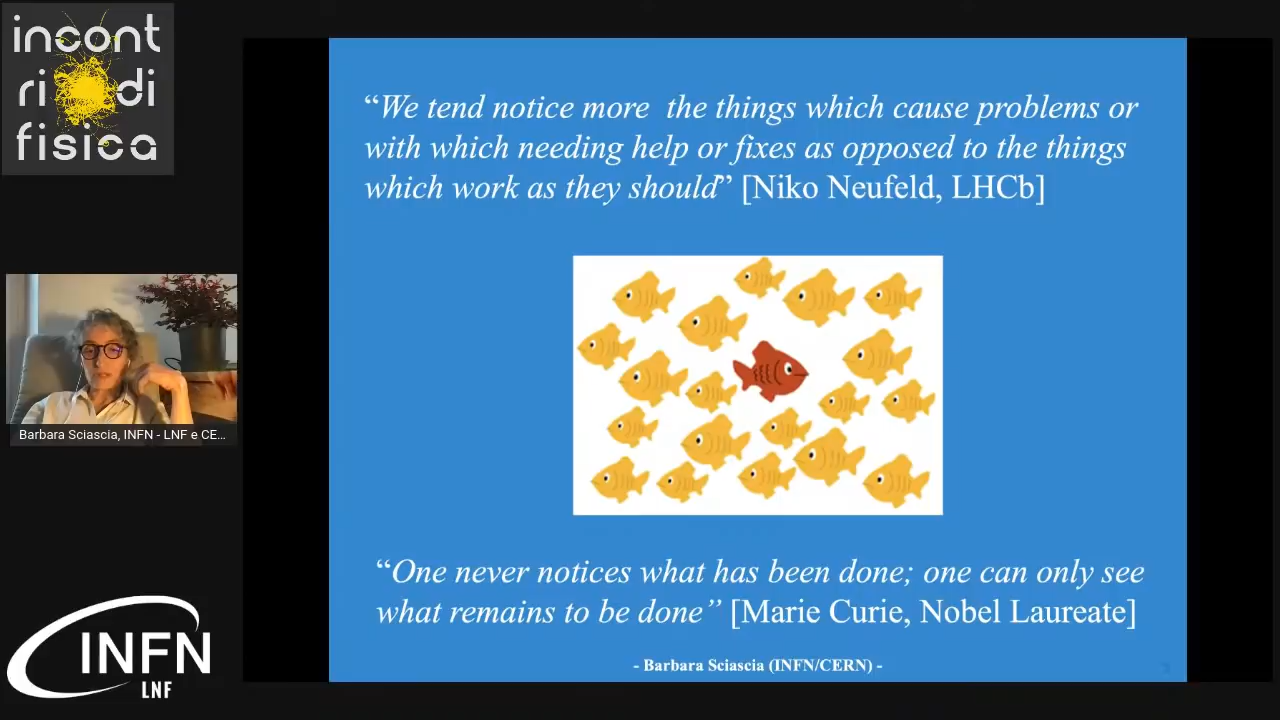 incont
ri di
fisica
“We tend notice more the things which cause problems or
with which needing help or fixes as opposed to the things
which work as they should” [Niko Neufeld, LHCb]
Barbara Sciascia, INFN - LNF e CE...
“One never notices what has been done; one can only see
what remains to be done” [Marie Curie, Nobel Laureate]
- Barbara Sciascia (INFN/CERN) -
INFN
LNF